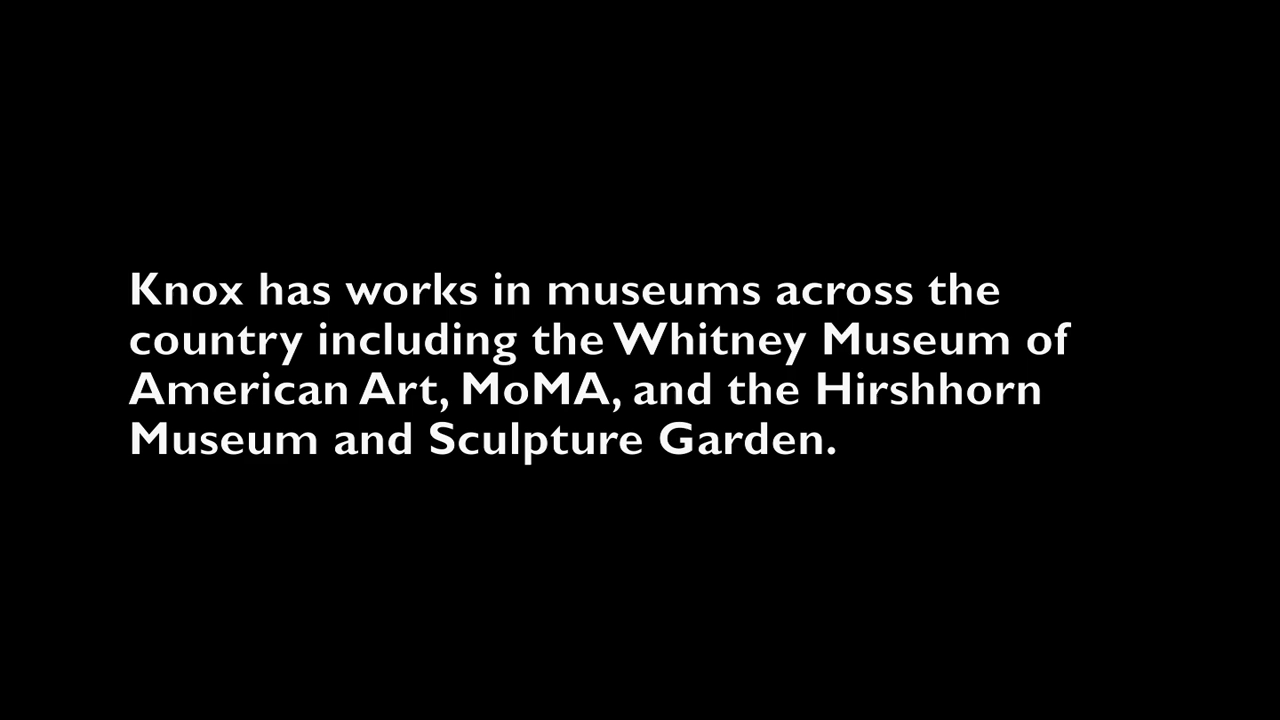 Knox has works in museums across the
country including the Whitney Museum of
American Art, MoMA, and the Hirshhorn
Museum and Sculpture Garden.